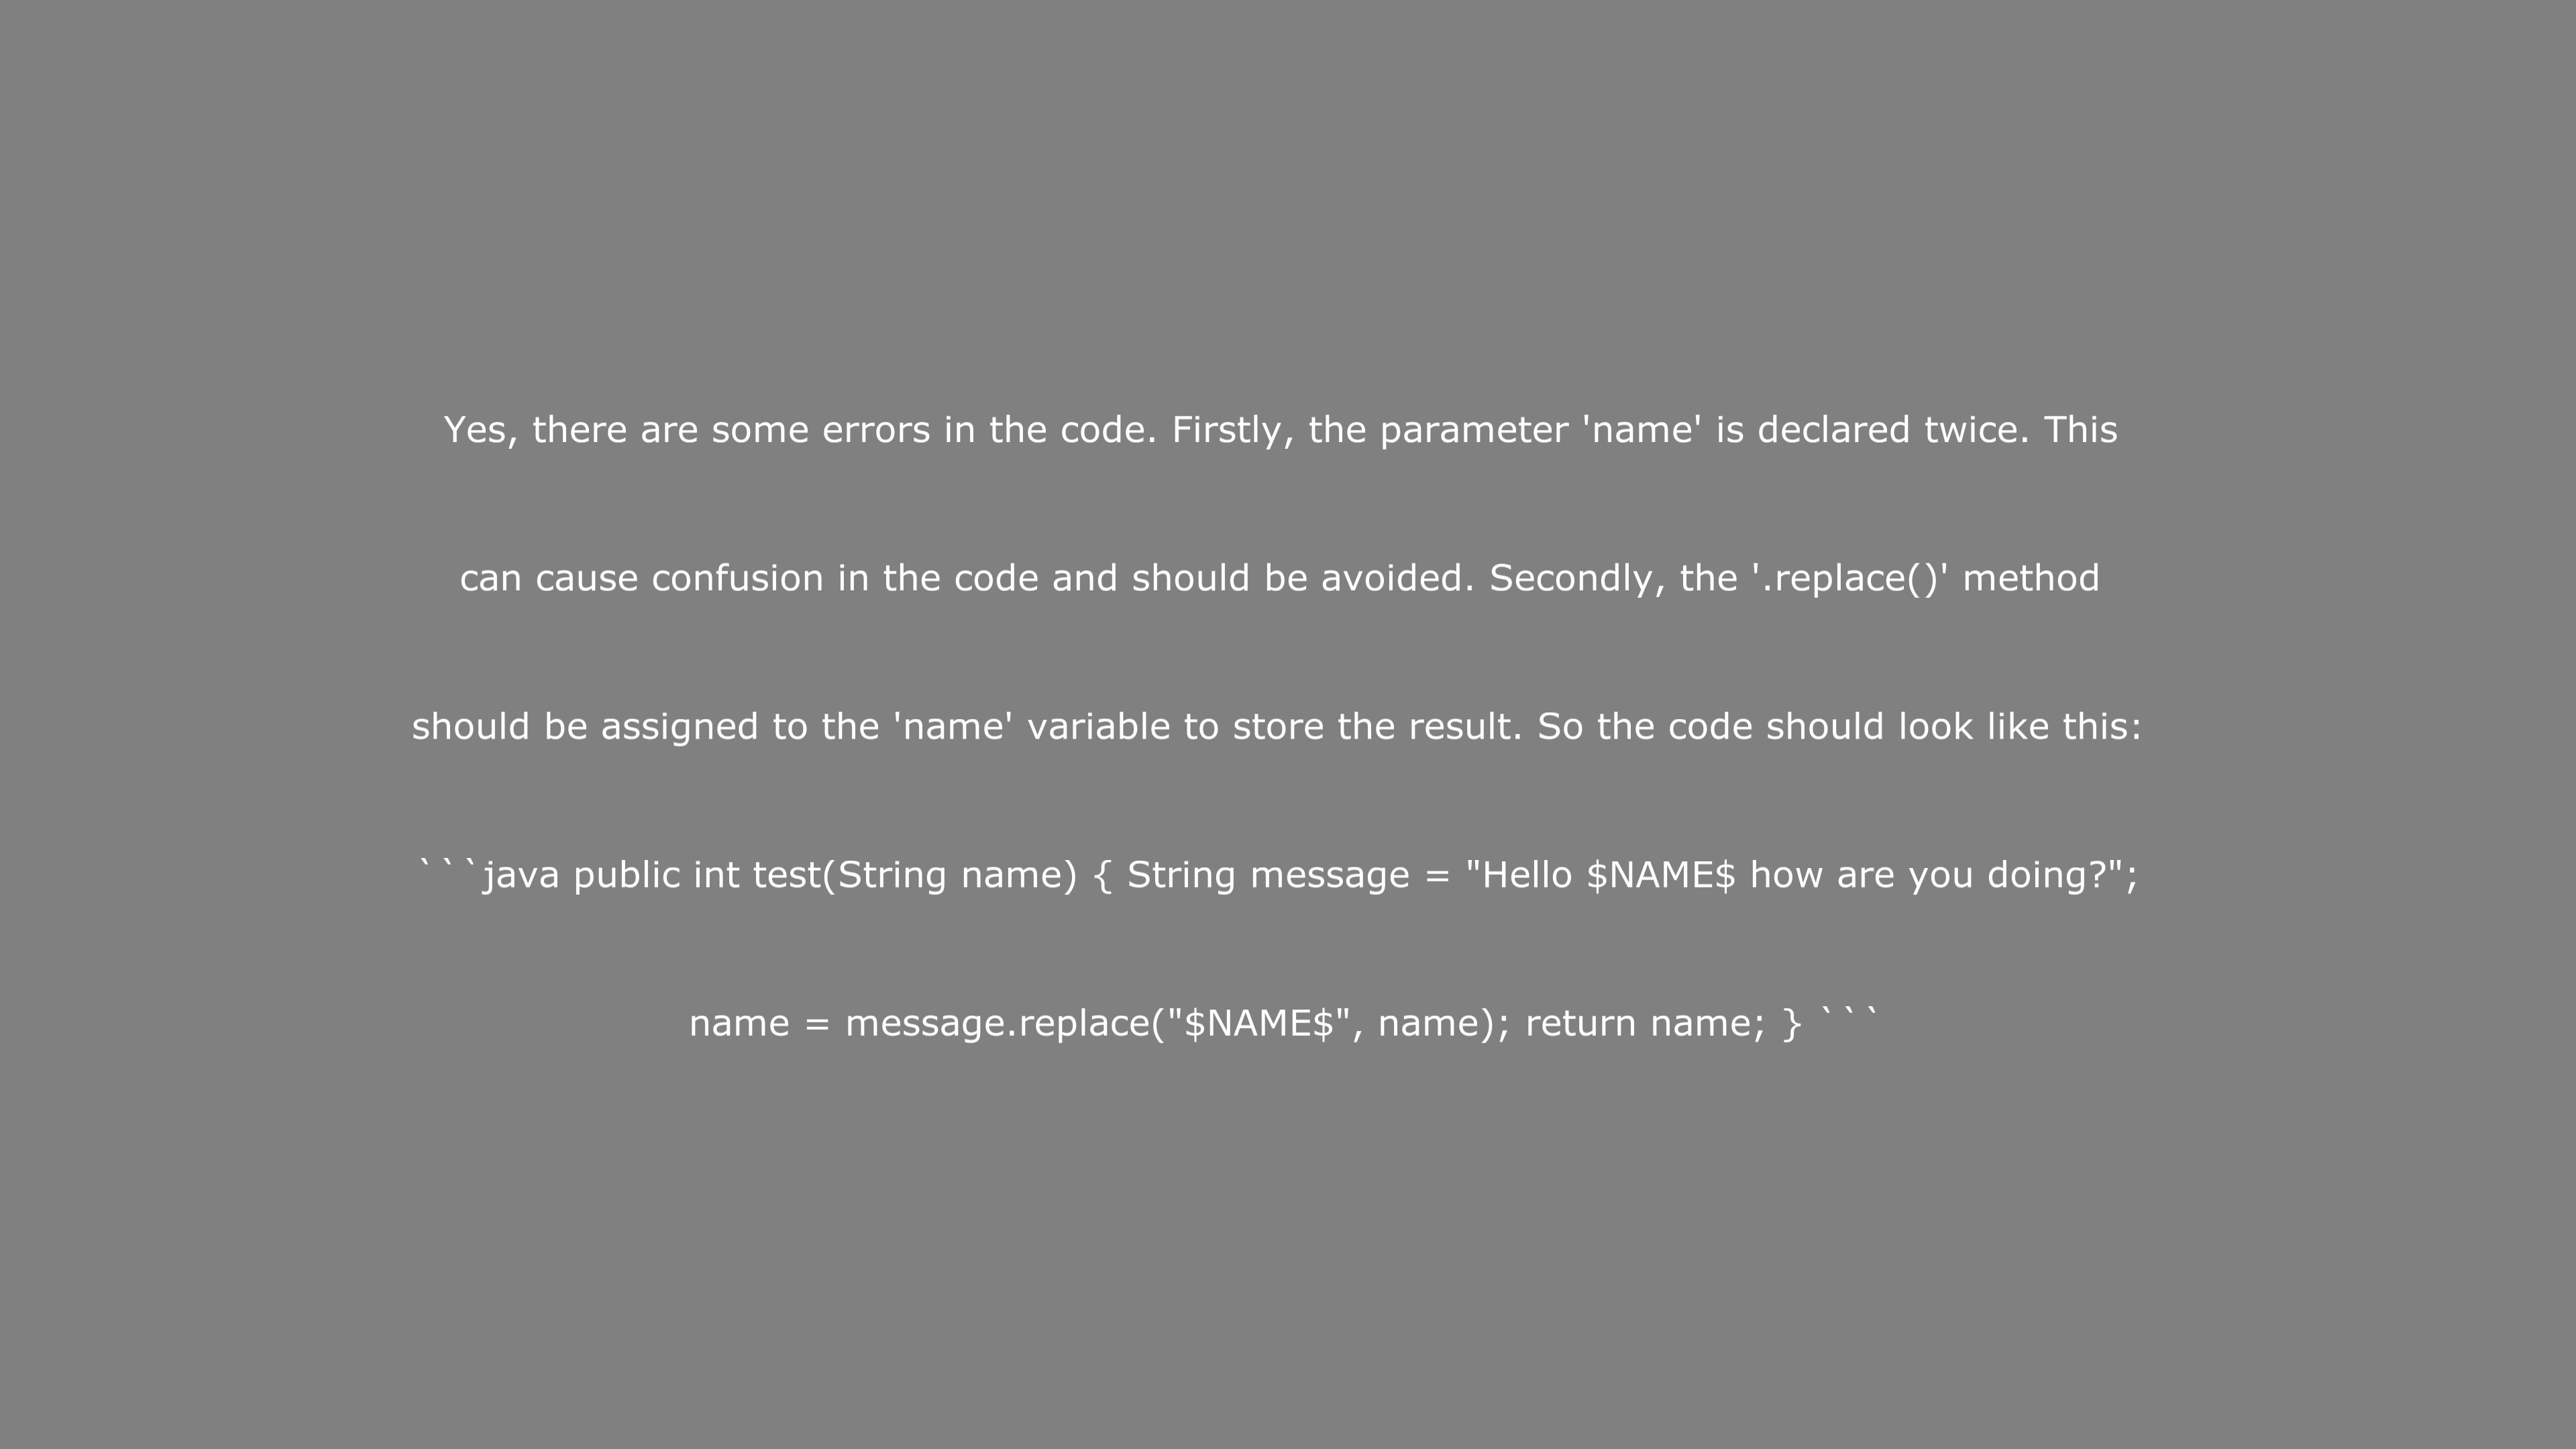 Yes, there are some errors in the code. Firstly, the parameter 'name' is declared twice. This
can cause confusion in the code and should be avoided. Secondly, the '.replace()' method
should be assigned to the 'name' variable to store the result. So the code should look like this:
```java public int test(String name) { String message = "Hello $NAME$ how are you doing?";
name = message.replace("$NAME$", name); return name; } ```